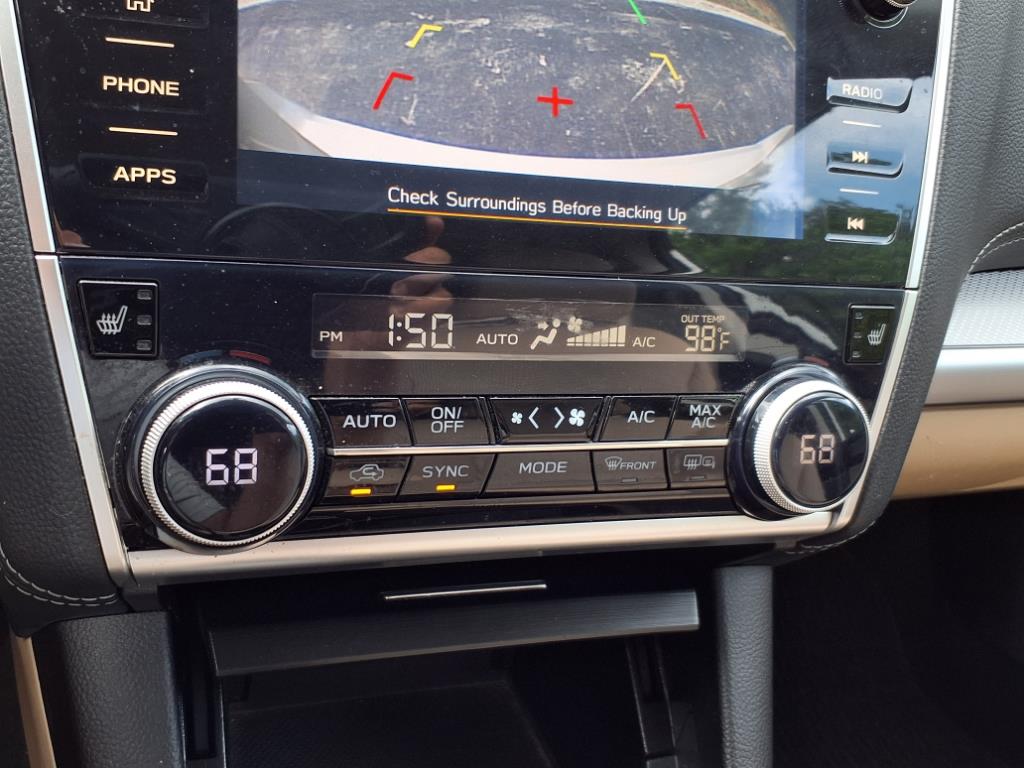 PHONE
APPS
RADIO
Check Surroundings Before Backing Up
PM 1:50 AUTO A/C OUT TEMP 98°F
68
AUTO ON/OFF A/C MAX A/C
SYNC MODE FRONT
68